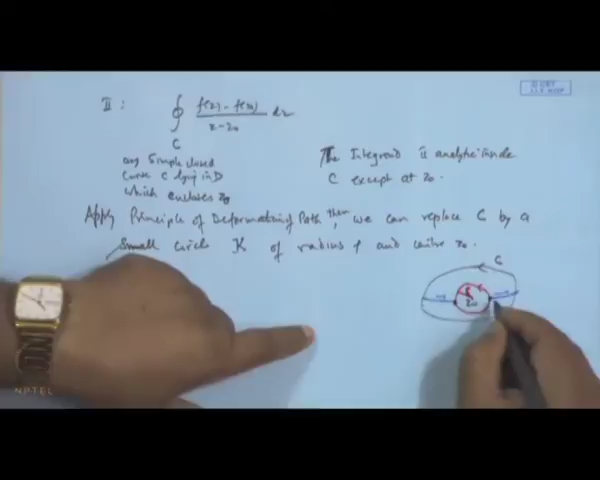 II : ∮ f(z) - f(z0) / z - z0 dz
C
any simple closed
curve C lying in D
which encloses z0
The Integrand is analytic inside
C except at z0.
Apply Principle of Deformation of Path then, we can replace C by a
small circle K of radius ρ and centre z0.
C
z0
NPTEL